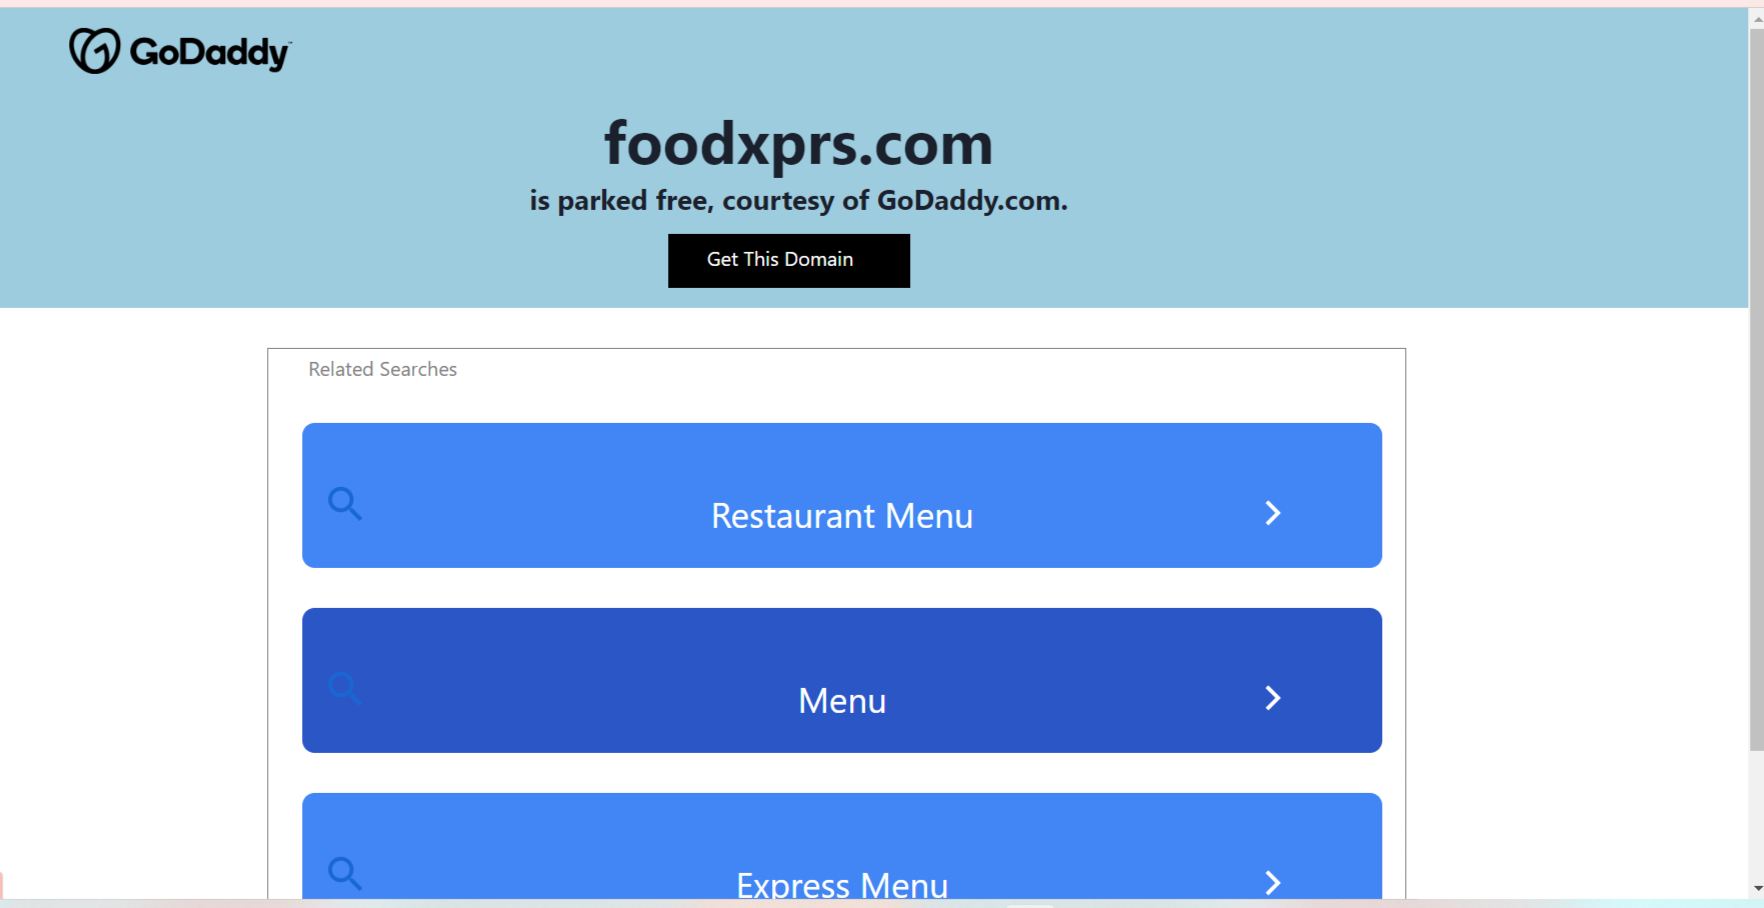 GoDaddy
foodxprs.com
is parked free, courtesy of GoDaddy.com.
Get This Domain
Related Searches
Restaurant Menu
Menu
Express Menu